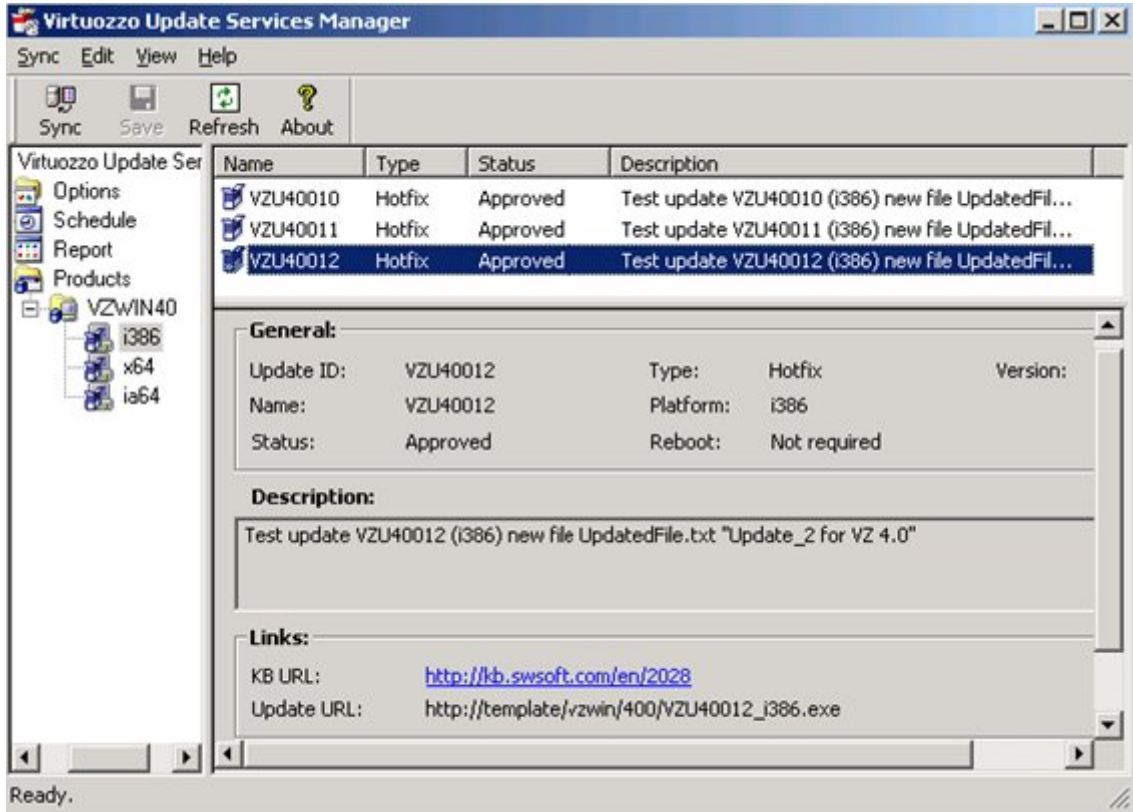 Virtuozzo Update Services Manager
Sync Edit View Help
Sync Save Refresh About
Virtuozzo Update Ser
Options
Schedule
Report
Products
VZWIN40
i386
x64
ia64
Name Type Status Description
VZU40010 Hotfix Approved Test update VZU40010 (i386) new file UpdatedFil...
VZU40011 Hotfix Approved Test update VZU40011 (i386) new file UpdatedFil...
VZU40012 Hotfix Approved Test update VZU40012 (i386) new file UpdatedFil...
General:
Update ID: VZU40012 Type: Hotfix Version:
Name: VZU40012 Platform: i386
Status: Approved Reboot: Not required
Description:
Test update VZU40012 (i386) new file UpdatedFile.txt "Update_2 for VZ 4.0"
Links:
KB URL: http://kb.swsoft.com/en/2028
Update URL: http://template/vzwin/400/VZU40012_i386.exe
Ready.